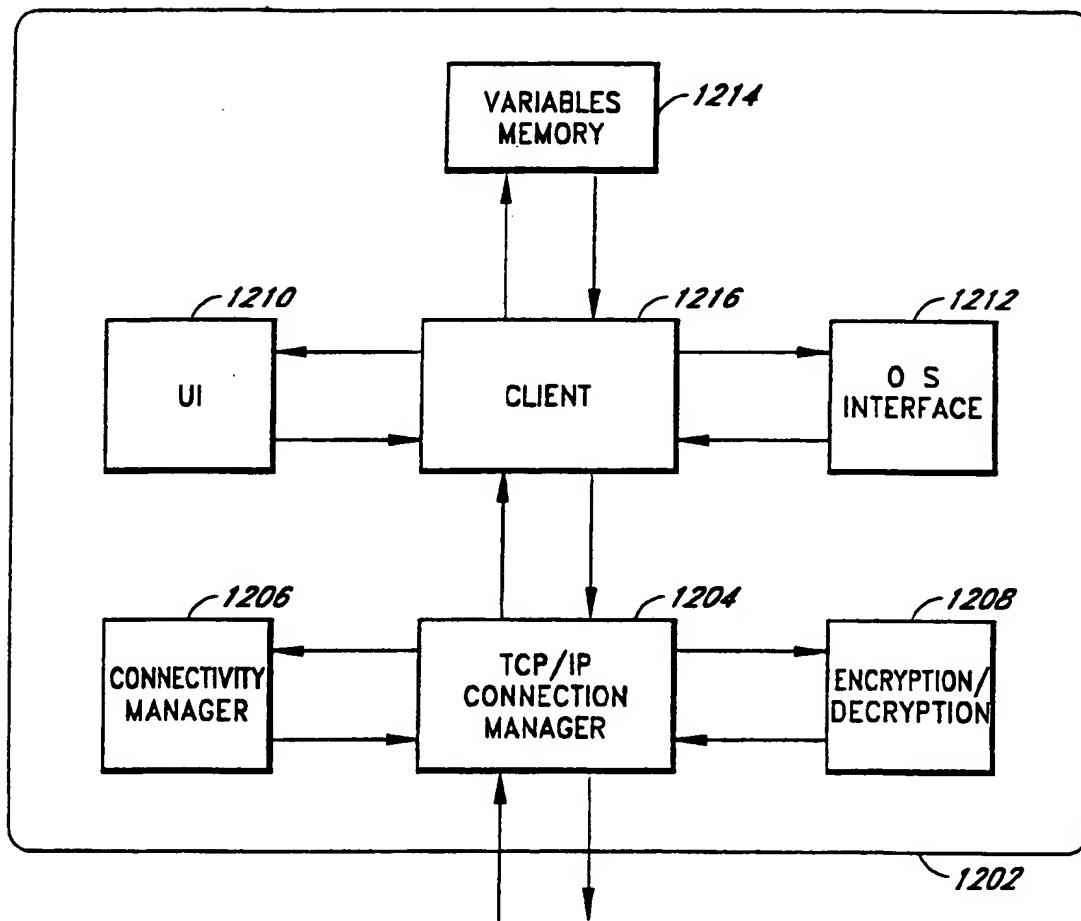 VARIABLES
MEMORY
1214
1210
1216
1212
UI
CLIENT
O S
INTERFACE
1206
1204
1208
CONNECTIVITY
MANAGER
TCP/IP
CONNECTION
MANAGER
ENCRYPTION/
DECRYPTION
1202